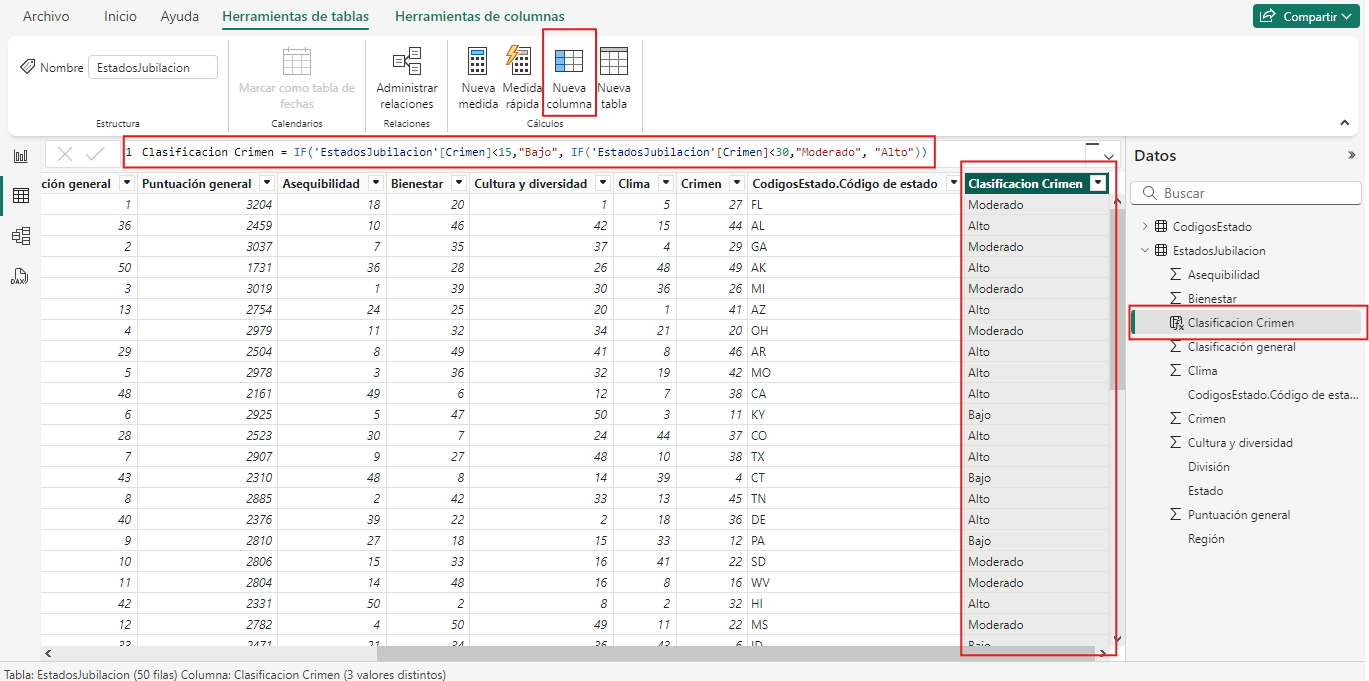 Archivo Inicio Ayuda Herramientas de tablas Herramientas de columnas Compartir
Nombre EstadosJubilacion
Estructura
Marcar como tabla de
fechas
Calendarios
Administrar
relaciones
Relaciones
Nueva
medida
Medida
rápida
Nueva
columna
Nueva
tabla
Cálculos
1 Clasificacion Crimen = IF('EstadosJubilacion'[Crimen]<15,"Bajo", IF('EstadosJubilacion'[Crimen]<30,"Moderado", "Alto"))
ción general Puntuación general Asequibilidad Bienestar Cultura y diversidad Clima Crimen CodigosEstado.Código de estado Clasificacion Crimen
1 3204 18 20 1 5 27 FL Moderado
36 2459 10 46 42 15 44 AL Alto
2 3037 7 35 37 4 29 GA Moderado
50 1731 36 28 26 48 49 AK Alto
3 3019 1 39 30 36 26 MI Moderado
13 2754 24 25 20 1 41 AZ Alto
4 2979 11 32 34 21 20 OH Moderado
29 2504 8 49 41 8 46 AR Alto
5 2978 3 36 32 19 42 MO Alto
48 2161 49 6 12 7 38 CA Alto
6 2925 5 47 50 3 11 KY Bajo
28 2523 30 7 24 44 37 CO Alto
7 2907 9 27 48 10 38 TX Alto
43 2310 48 8 14 39 4 CT Bajo
8 2885 2 42 33 13 45 TN Alto
40 2376 39 22 2 18 36 DE Alto
9 2810 27 18 15 33 12 PA Bajo
10 2806 15 33 16 41 22 SD Moderado
11 2804 14 48 16 8 16 WV Moderado
42 2331 50 2 8 2 32 HI Alto
12 2782 4 50 49 11 22 MS Moderado
33 2471 21 34 36 43 6 ID Bajo
Datos
Buscar
CodigosEstado
EstadosJubilacion
Asequibilidad
Bienestar
Clasificacion Crimen
Clasificación general
Clima
CodigosEstado.Código de esta...
Crimen
Cultura y diversidad
División
Estado
Puntuación general
Región
DAX
Tabla: EstadosJubilacion (50 filas) Columna: Clasificacion Crimen (3 valores distintos)